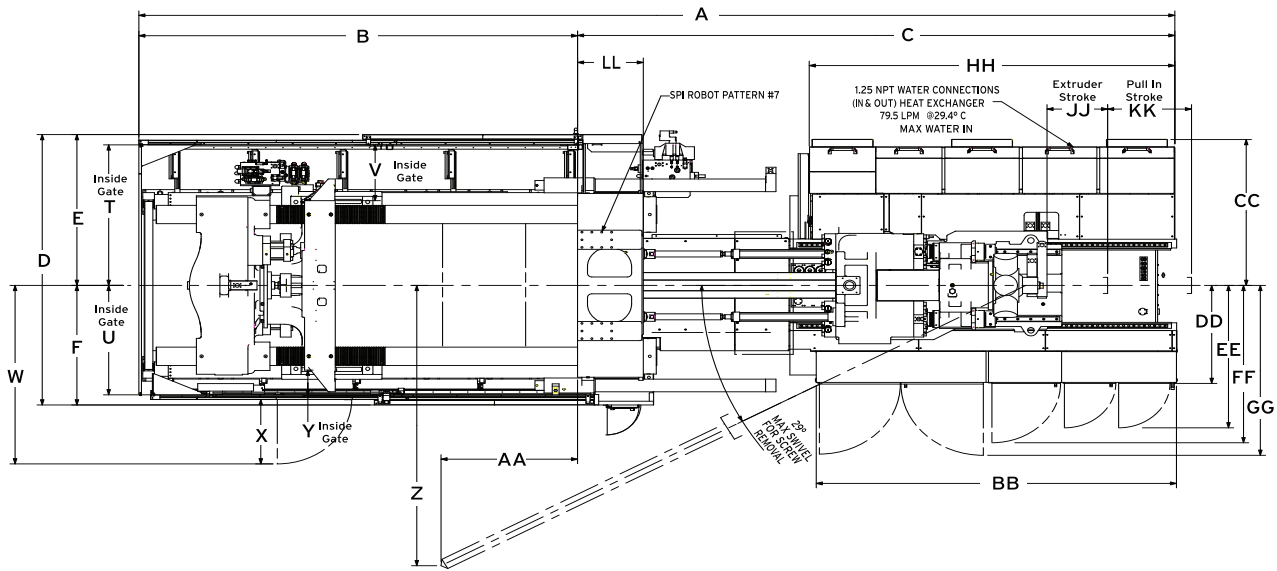 A
B
C
LL
HH
SPI ROBOT PATTERN #7
1.25 NPT WATER CONNECTIONS
(IN & OUT) HEAT EXCHANGER
79.5 LPM @29.4° C
MAX WATER IN
Extruder
Stroke
JJ
Pull In
Stroke
KK
Inside
Gate
T
V
Inside
Gate
E
D
CC
Inside
Gate
U
F
W
X
Y
Inside
Gate
AA
Z
29°
MAX SWIVEL
FOR SCREW
REMOVAL
DD
EE
FF
GG
BB